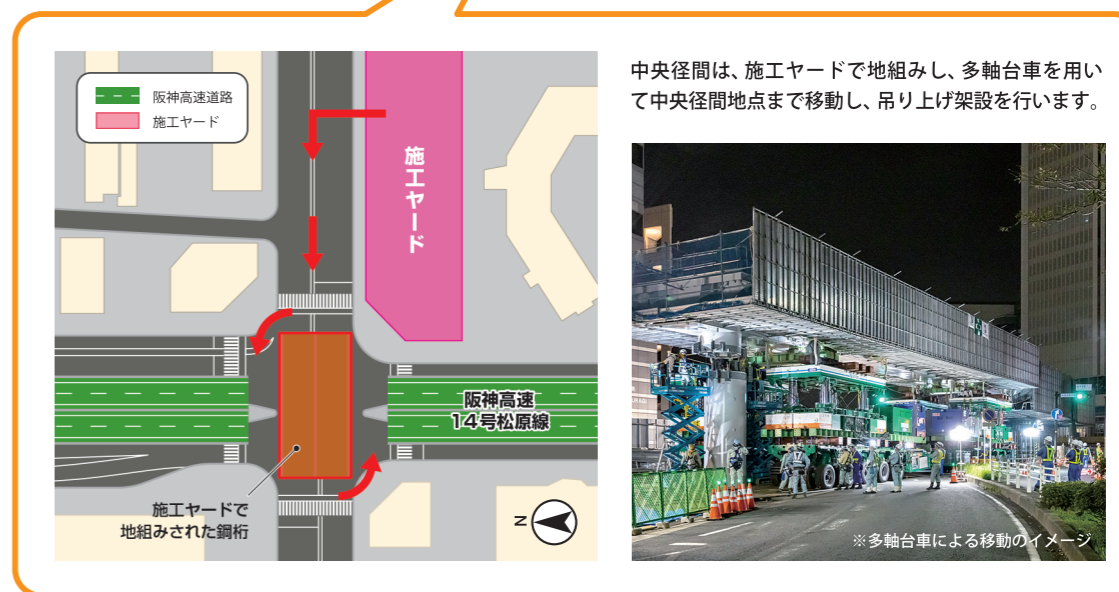 阪神高速道路
施工ヤード
施工ヤード
阪神高速
14号松原線
施工ヤードで
地組みされた鋼桁
N
中央径間は、施工ヤードで地組みし、多軸台車を用い
て中央径間地点まで移動し、吊り上げ架設を行います。
※多軸台車による移動のイメージ